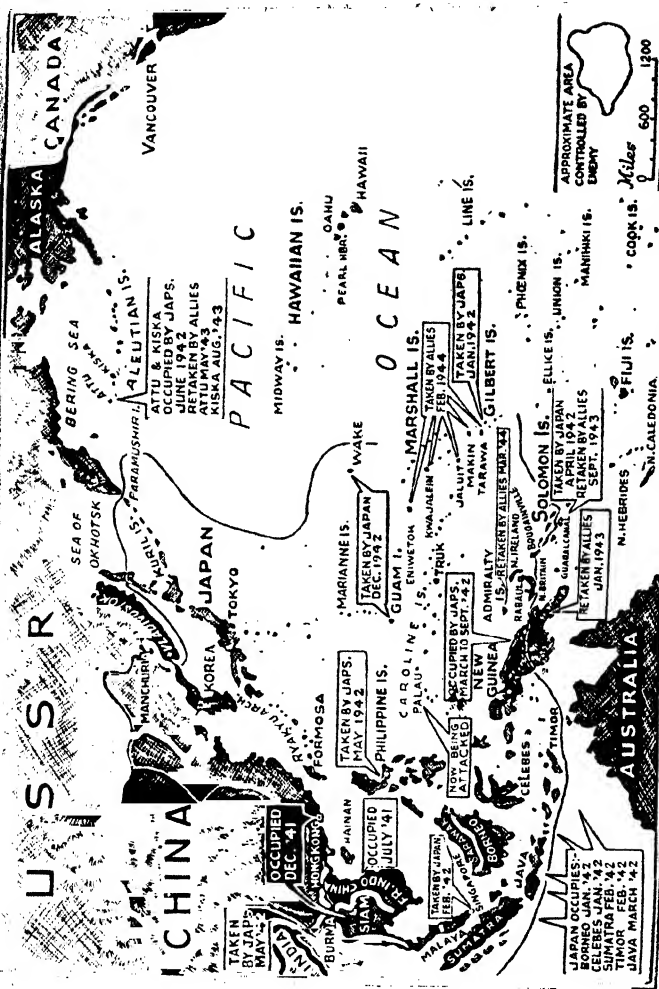 U S S R
CANADA
ALASKA
VANCOUVER
BERING SEA
ATTU
KISKA
ALEUTIAN IS.
ATTU & KISKA
OCCUPIED BY JAPS.
JUNE 1942
RETAKEN BY ALLIES
ATTU MAY '43
KISKA AUG. '43
SEA OF
OKHOTSK
PARAMUSHIR I.
KURIL IS.
MANCHURIA
KOREA
JAPAN
TOKYO
PACIFIC
OCEAN
MIDWAY IS.
HAWAIIAN IS.
OAHU
PEARL HBR.
HAWAII
CHINA
RYUKYU ARCH.
FORMOSA
OCCUPIED
DEC. '41
HONGKONG
HAINAN
TAKEN
BY JAPS
MAY
INDIA
BURMA
SIAM
FR. INDO CHINA
OCCUPIED
JULY '41
TAKEN BY JAPS.
MAY 1942
PHILIPPINE IS.
MARIANNE IS.
TAKEN BY JAPAN
DEC. 1942
GUAM I.
WAKE
MARSHALL IS.
TAKEN BY ALLIES
FEB. 1944
ENIWETOK
KWAJALEIN
JALUIT
MAKIN
TARAWA
TAKEN BY JAPS.
JAN. 1942
GILBERT IS.
LINE IS.
CAROLINE IS.
PALAU
TRUK
NOW BEING
ATTACKED
OCCUPIED BY JAPS.
MARCH TO SEPT. '42
NEW
GUINEA
ADMIRALTY
IS. RETAKEN BY ALLIES MAR. '44
RABAUL
N. IRELAND
N. BRITAIN
BOUGAINVILLE
SOLOMON IS.
GUADALCANAL
TAKEN BY JAPAN
APRIL 1942
RETAKEN BY ALLIES
SEPT. 1943
RETAKEN BY ALLIES
JAN. 1943
ELLICE IS.
PHŒNIX IS.
UNION IS.
MANIHIKI IS.
COOK IS.
FIJI IS.
N. HEBRIDES
N. CALEDONIA
TAKEN BY JAPAN
FEB. '42
SINGAPORE
MALAYA
SUMATRA
SARAWAK
BORNEO
CELEBES
JAVA
TIMOR
AUSTRALIA
JAPAN OCCUPIES:-
BORNEO JAN. '42
CELEBES JAN. '42
SUMATRA FEB. '42
TIMOR FEB. '42
JAVA MARCH '42
APPROXIMATE AREA
CONTROLLED BY
ENEMY
Miles
0 600 1200